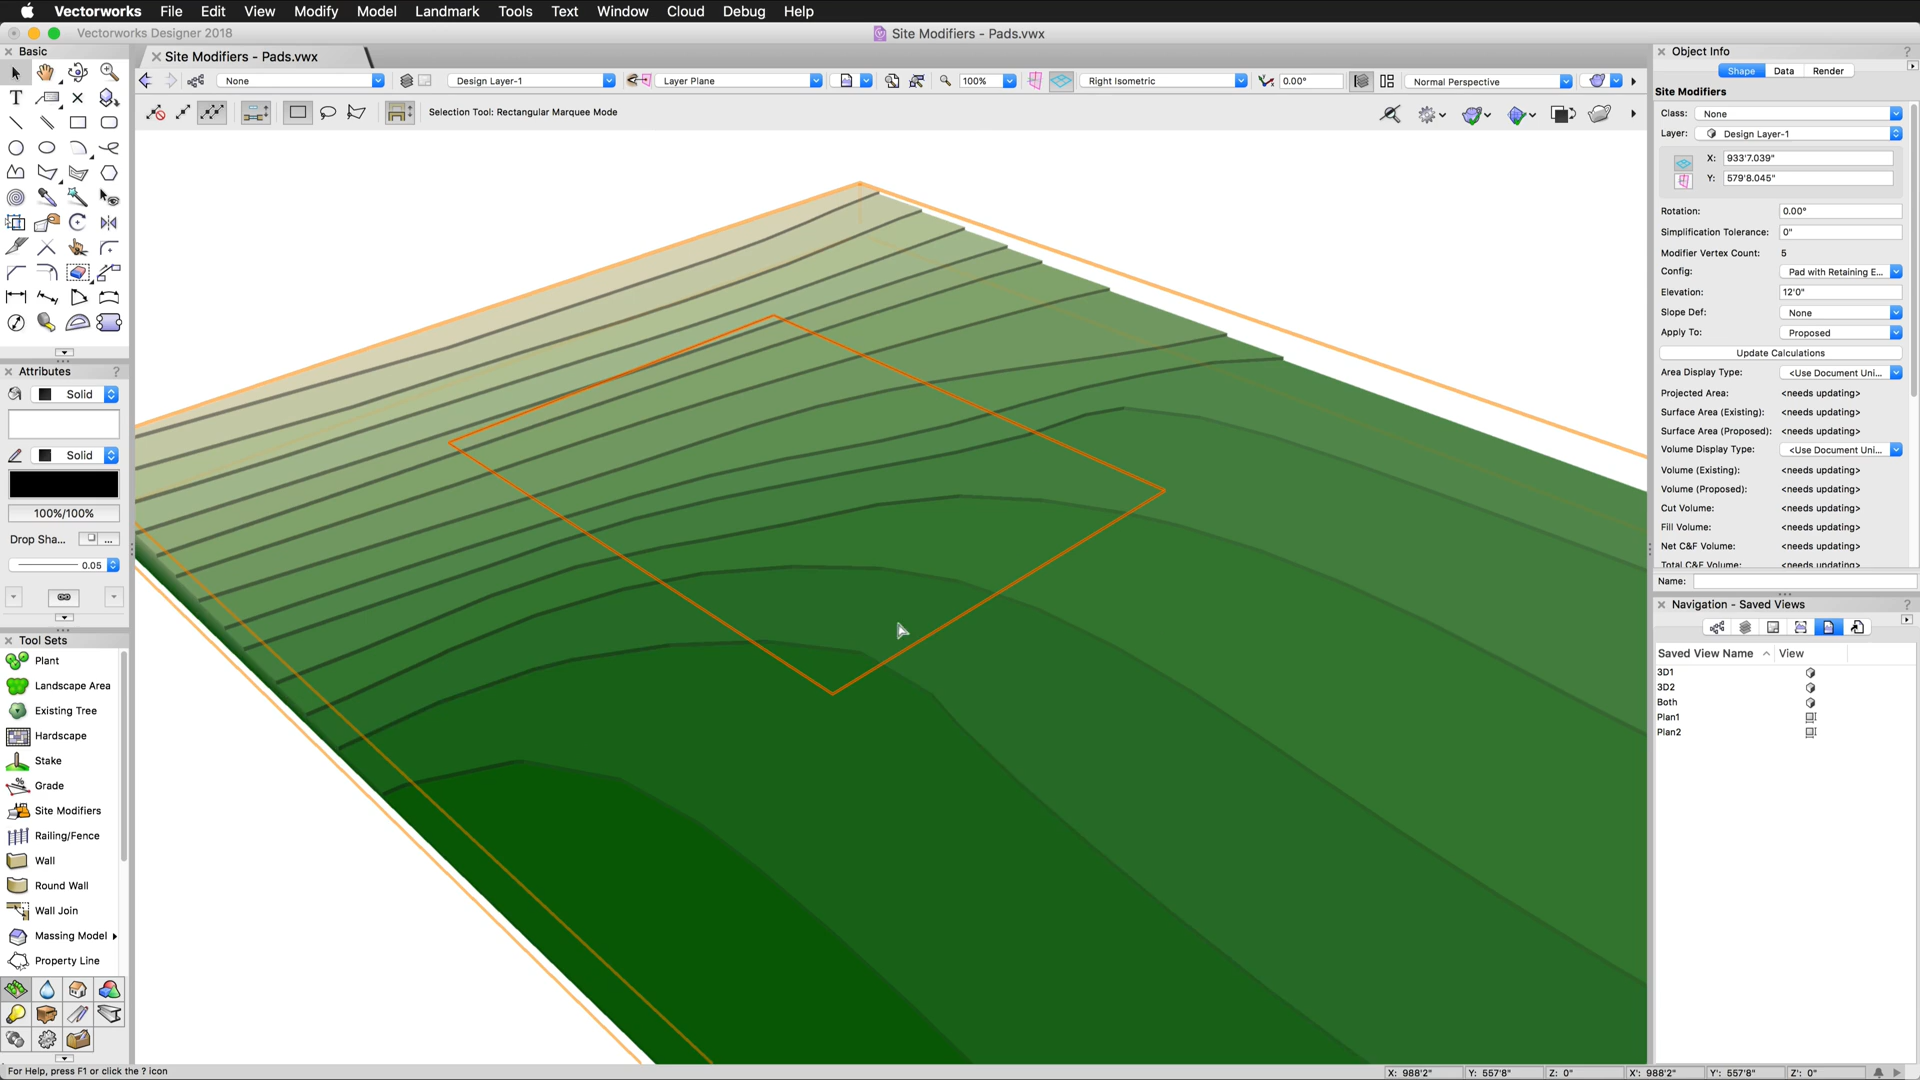 Vectorworks File Edit View Modify Model Landmark Tools Text Window Cloud Debug Help
Vectorworks Designer 2018
Site Modifiers - Pads.vwx
Basic
Site Modifiers - Pads.vwx
None
Design Layer-1
Layer Plane
100%
Right Isometric
0.00°
Normal Perspective
Selection Tool: Rectangular Marquee Mode
Attributes ?
Solid
Solid
100%/100%
Drop Sha... ...
0.05
Tool Sets
Plant
Landscape Area
Existing Tree
Hardscape
Stake
Grade
Site Modifiers
Railing/Fence
Wall
Round Wall
Wall Join
Massing Model
Property Line
For Help, press F1 or click the ? icon
Object Info ?
Shape Data Render
Site Modifiers
Class: None
Layer: Design Layer-1
X: 933'7.039"
Y: 579'8.045"
Rotation: 0.00°
Simplification Tolerance: 0"
Modifier Vertex Count: 5
Config: Pad with Retaining E...
Elevation: 12'0"
Slope Def: None
Apply To: Proposed
Update Calculations
Area Display Type: <Use Document Uni...
Projected Area: <needs updating>
Surface Area (Existing): <needs updating>
Surface Area (Proposed): <needs updating>
Volume Display Type: <Use Document Uni...
Volume (Existing): <needs updating>
Volume (Proposed): <needs updating>
Cut Volume: <needs updating>
Fill Volume: <needs updating>
Net C&F Volume: <needs updating>
Total C&F Volume: <needs updating>
Name:
Navigation - Saved Views ?
Saved View Name View
3D1
3D2
Both
Plan1
Plan2
X: 988'2" Y: 557'8" Z: 0" X': 988'2" Y': 557'8" Z': 0"